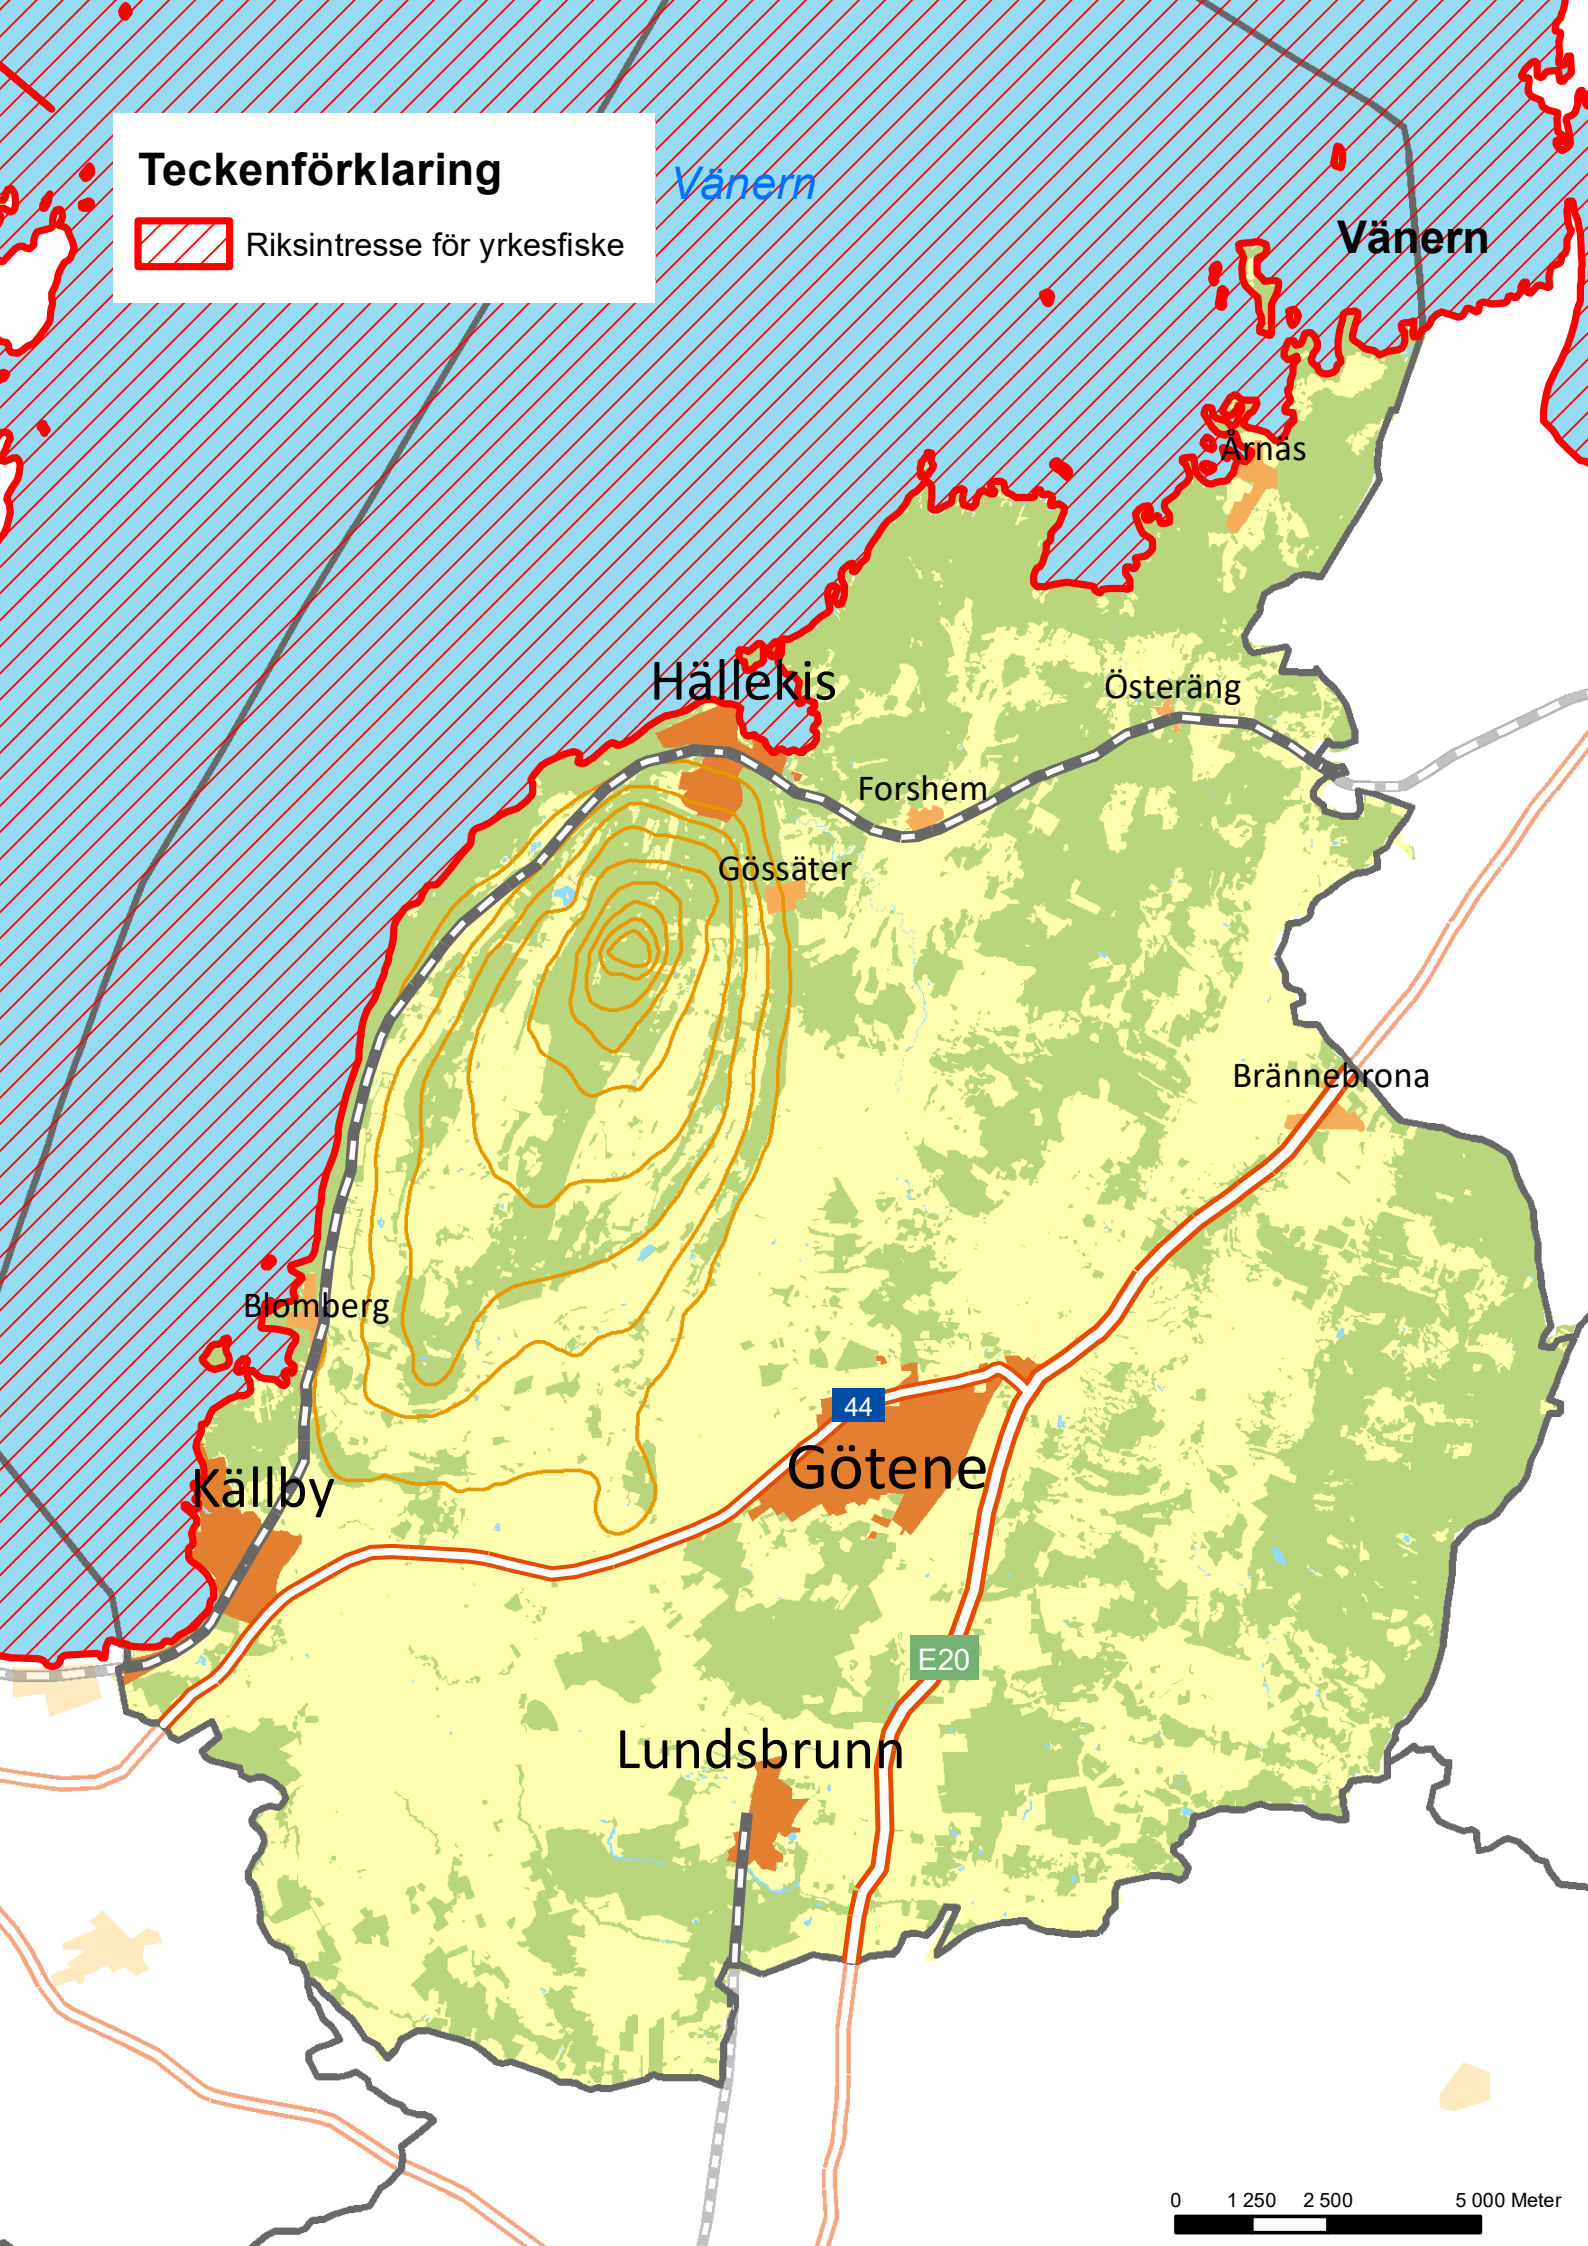 Teckenförklaring
Riksintresse för yrkesfiske
Vänern
Vänern
Årnäs
Hällekis
Österäng
Forshem
Gössäter
Brännebrona
Blomberg
44
Götene
Källby
E20
Lundsbrunn
0 1 250 2 500 5 000 Meter